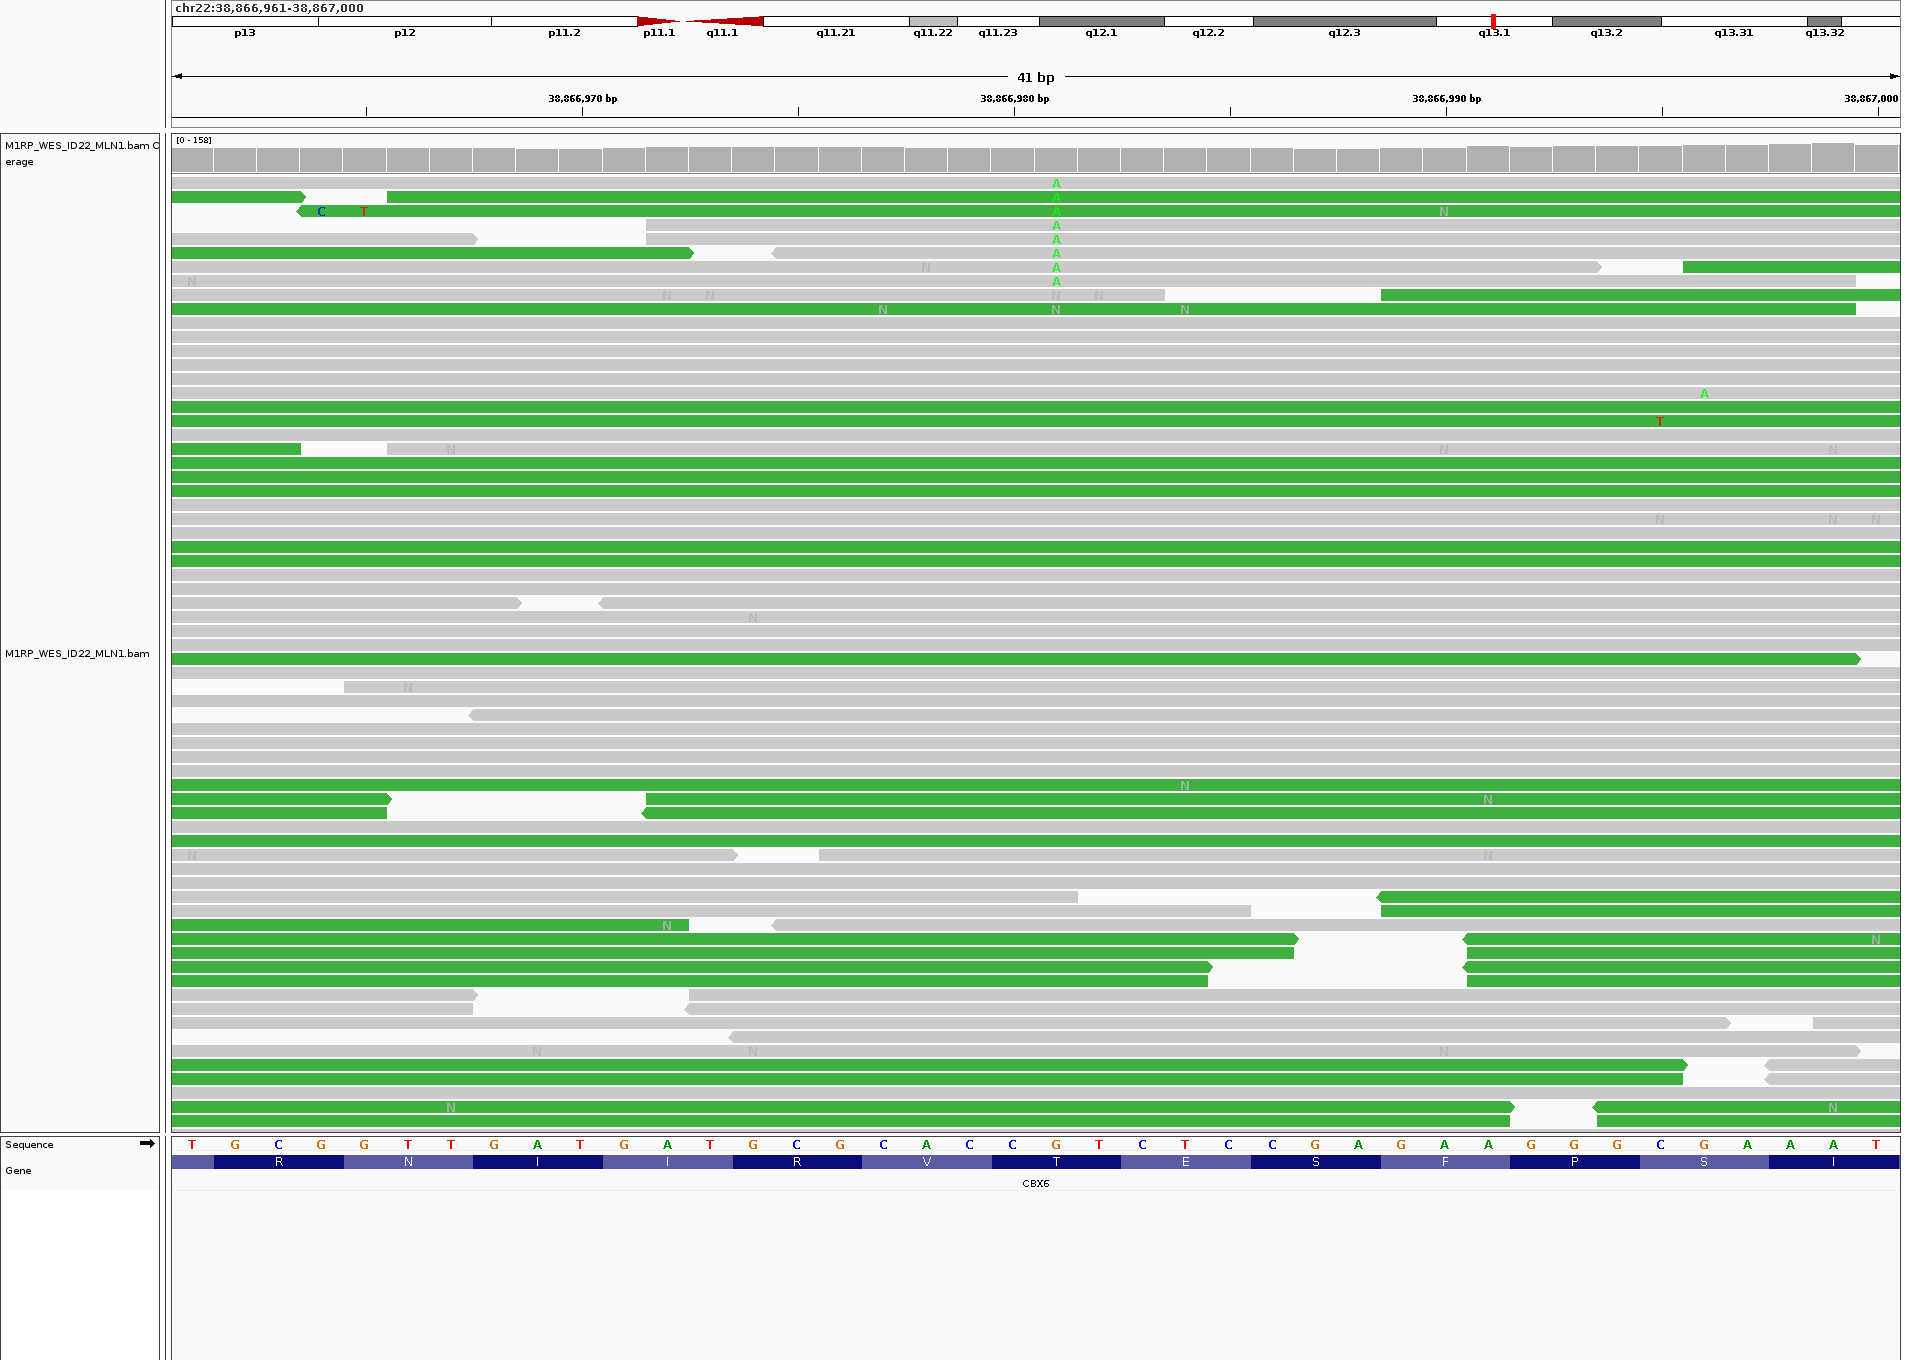 chr22:38,866,961-38,867,000
p13 p12 p11.2 p11.1 q11.1 q11.21 q11.22 q11.23 q12.1 q12.2 q12.3 q13.1 q13.2 q13.31 q13.32
41 bp
38,866,970 bp 38,866,980 bp 38,866,990 bp 38,867,000
M1RP_WES_ID22_MLN1.bam C
erage
[0 - 158]
A
A
C T A N
A
A
A
N A
N A
N N N N
N N N
A
T
N N N
N N N
N
M1RP_WES_ID22_MLN1.bam
N
N
N
N N
N
N
N N N
N N
Sequence T G C G G T T G A T G A T G C G C A C C G T C T C C G A G A A G G G C G A A A T
Gene R N I I R V T E S F P S I
CBX6